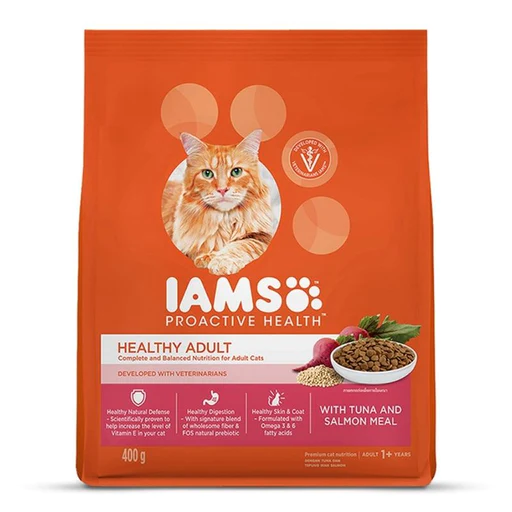 DEVELOPED WITH
VETERINARIANS
IAMS
PROACTIVE HEALTH™
HEALTHY ADULT
Complete and Balanced Nutrition for Adult Cats
DEVELOPED WITH VETERINARIANS
Healthy Natural Defense
– Scientifically proven to
help increase the level of
Vitamin E in your cat
Healthy Digestion
– With signature blend
of wholesome fiber &
FOS natural prebiotic
Healthy Skin & Coat
– Formulated with
Omega 3 & 6
fatty acids
WITH TUNA AND
SALMON MEAL
400 g
Premium cat nutrition
ADULT 1+ YEARS